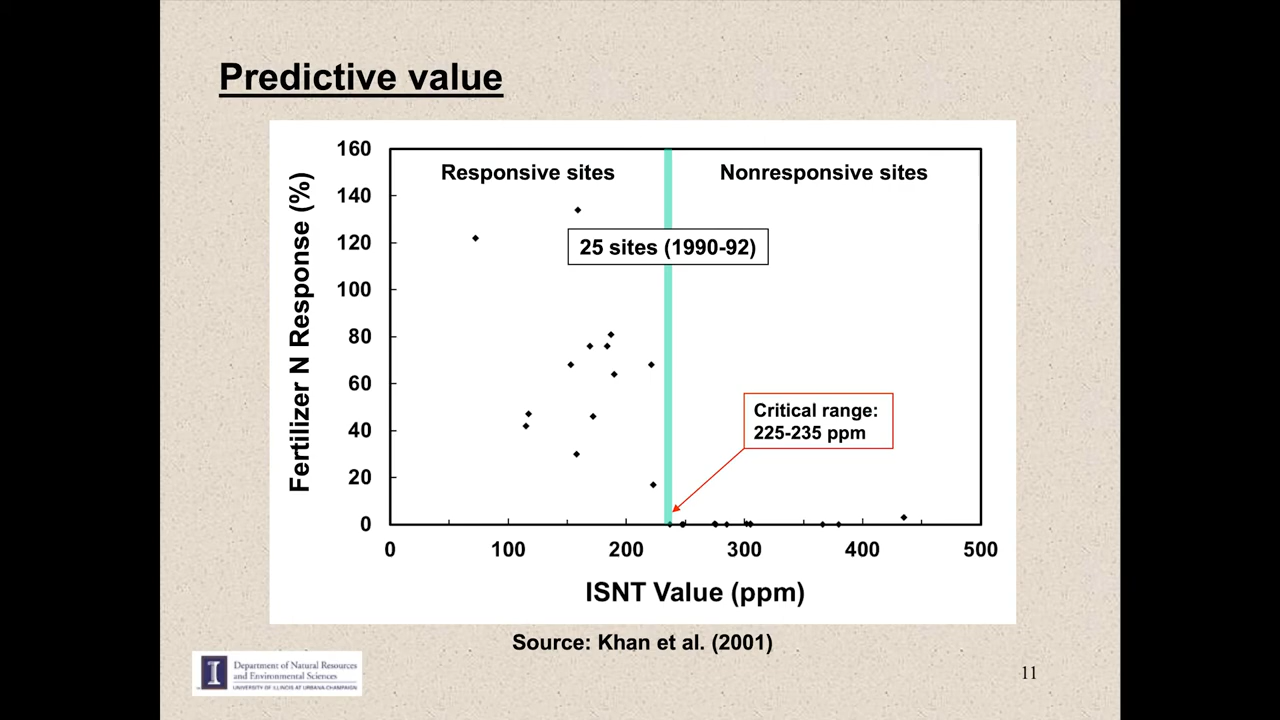 Predictive value
Fertilizer N Response (%)
160
140
120
100
80
60
40
20
0
Responsive sites
Nonresponsive sites
25 sites (1990-92)
Critical range:
225-235 ppm
0 100 200 300 400 500
ISNT Value (ppm)
Source: Khan et al. (2001)
I
Department of Natural Resources
and Environmental Sciences
UNIVERSITY OF ILLINOIS AT URBANA-CHAMPAIGN
11